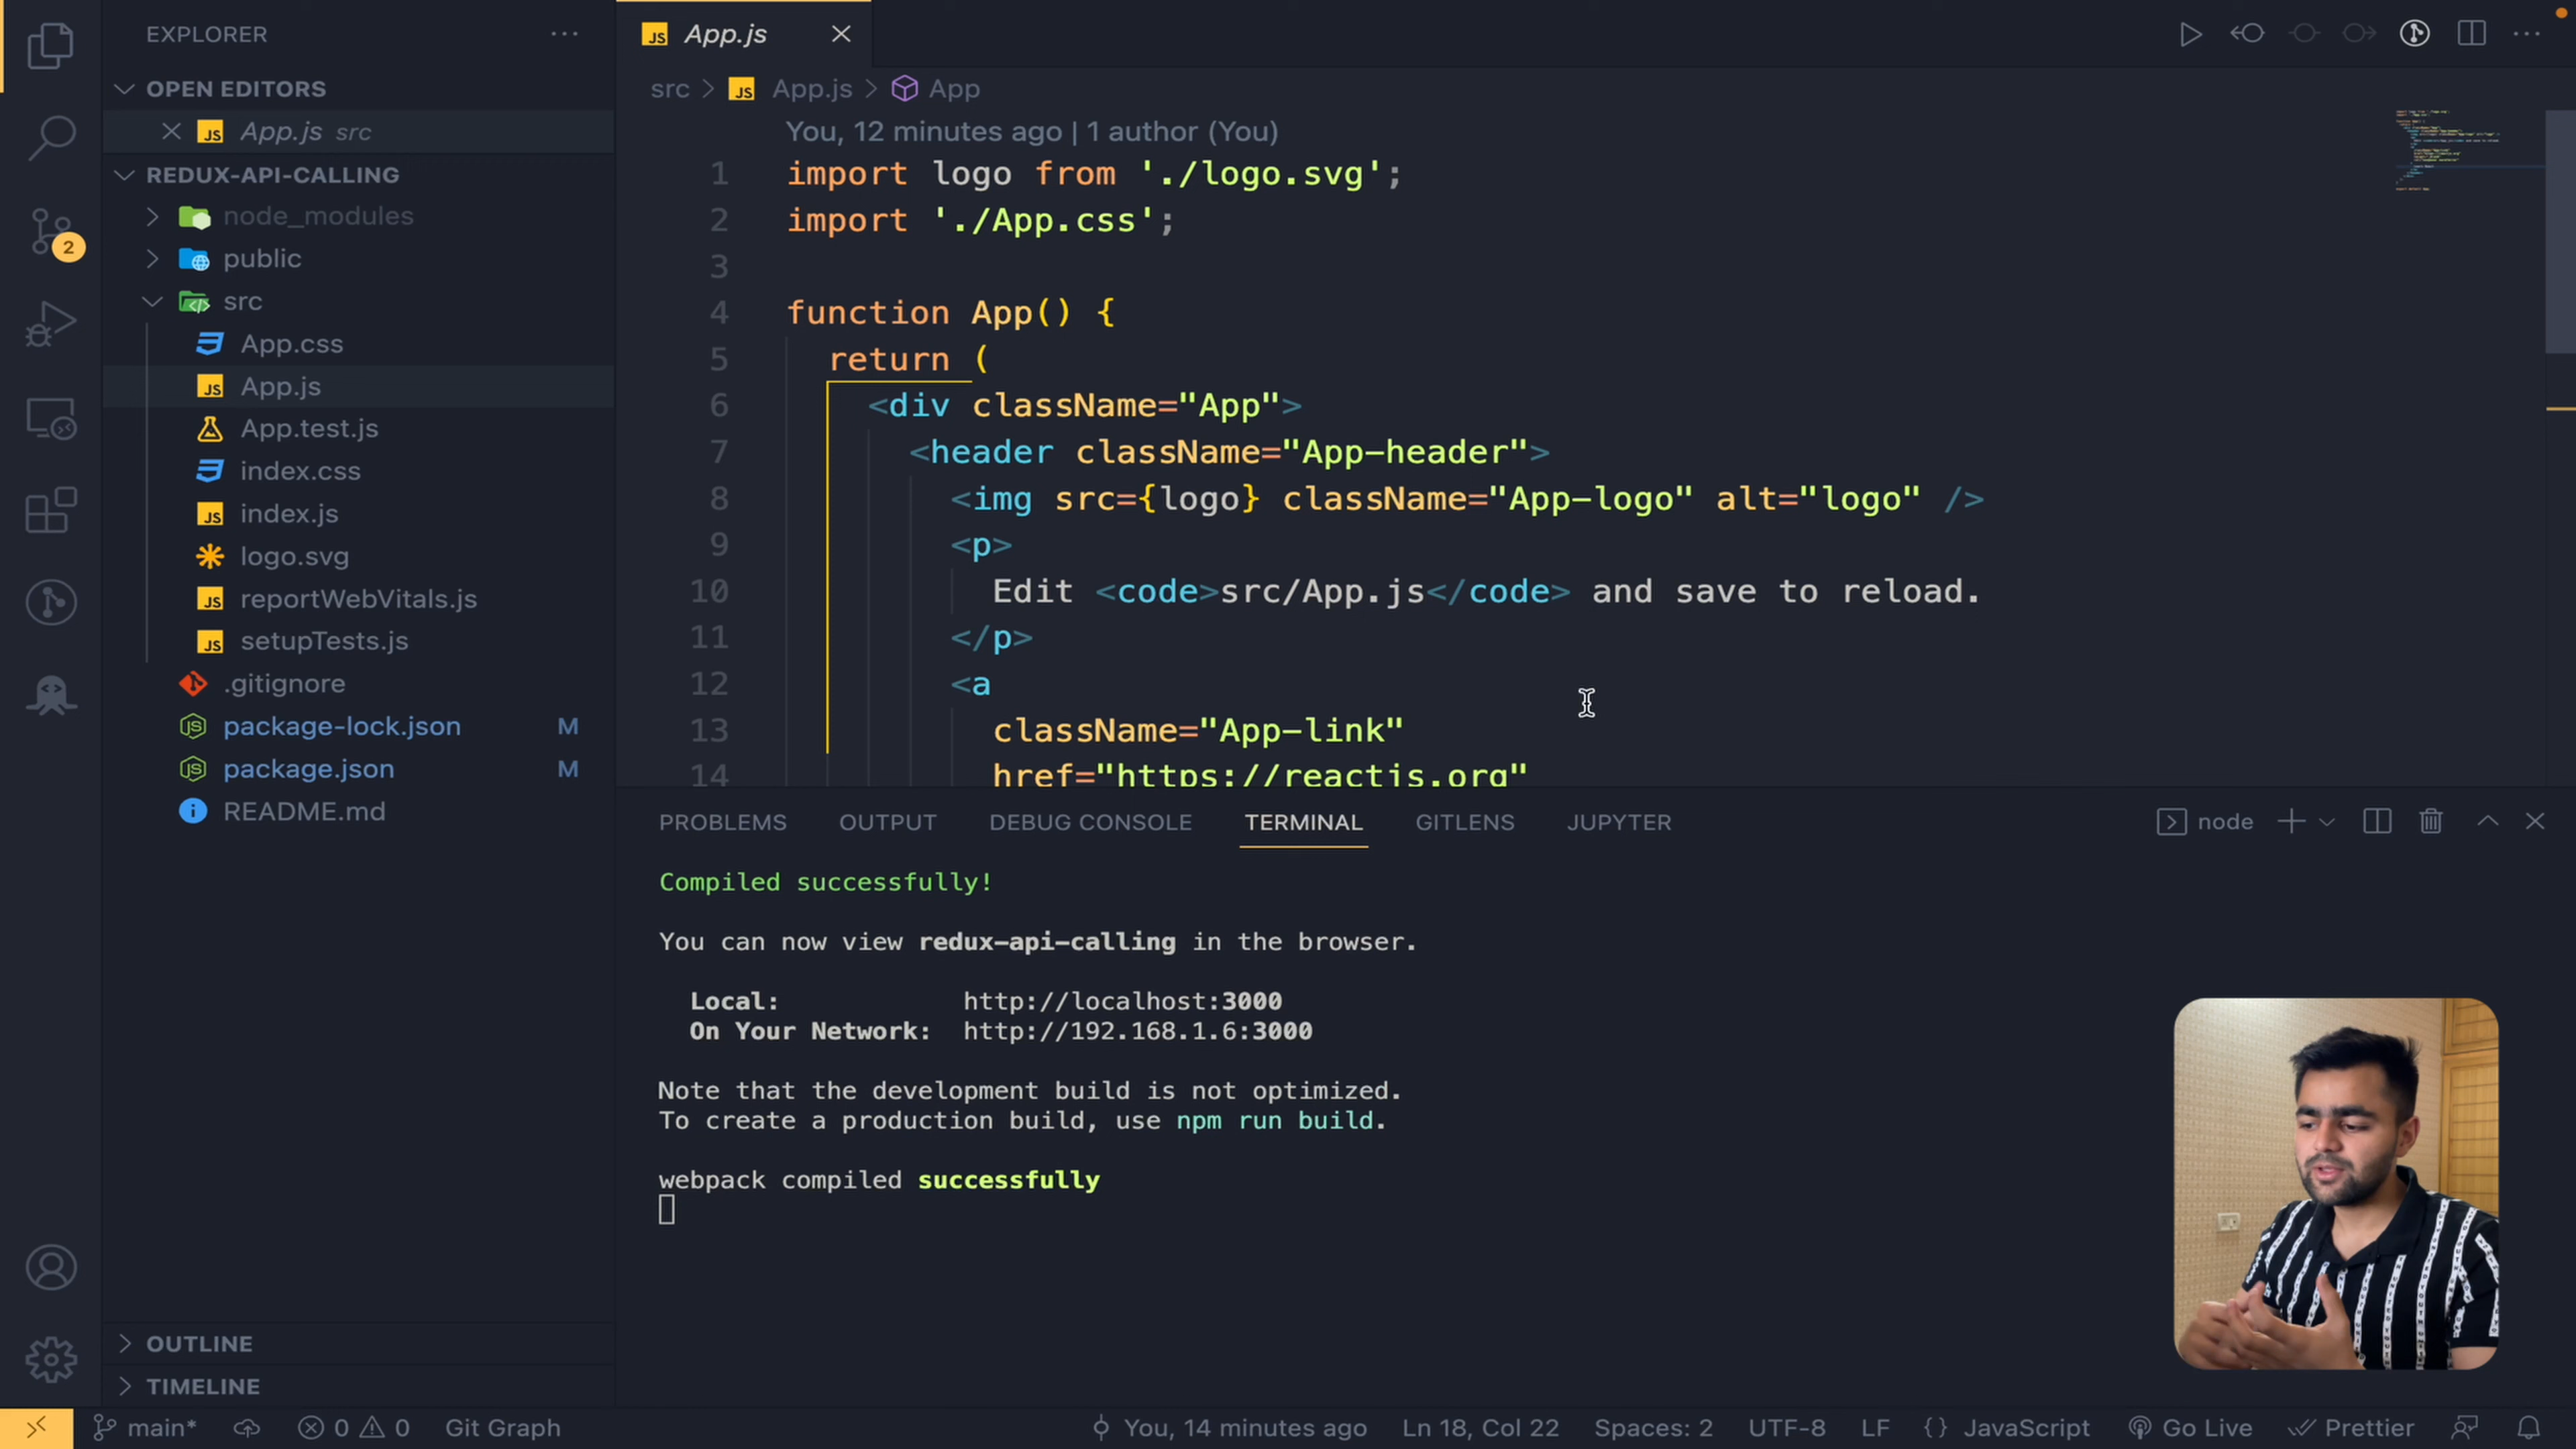 EXPLORER
OPEN EDITORS
App.js src
REDUX-API-CALLING
node_modules
public
src
App.css
App.js
App.test.js
index.css
index.js
logo.svg
reportWebVitals.js
setupTests.js
.gitignore
package-lock.json M
package.json M
README.md
OUTLINE
TIMELINE
2
App.js
src > App.js > App
You, 12 minutes ago | 1 author (You)
1 import logo from './logo.svg';
2 import './App.css';
3
4 function App() {
5 return (
6 <div className="App">
7 <header className="App-header">
8 <img src={logo} className="App-logo" alt="logo" />
9 <p>
10 Edit <code>src/App.js</code> and save to reload.
11 </p>
12 <a
13 className="App-link"
14 href="https://reactjs.org"
PROBLEMS OUTPUT DEBUG CONSOLE TERMINAL GITLENS JUPYTER node
Compiled successfully!
You can now view redux-api-calling in the browser.
Local: http://localhost:3000
On Your Network: http://192.168.1.6:3000
Note that the development build is not optimized.
To create a production build, use npm run build.
webpack compiled successfully
main* 0 0 Git Graph You, 14 minutes ago Ln 18, Col 22 Spaces: 2 UTF-8 LF {} JavaScript Go Live Prettier